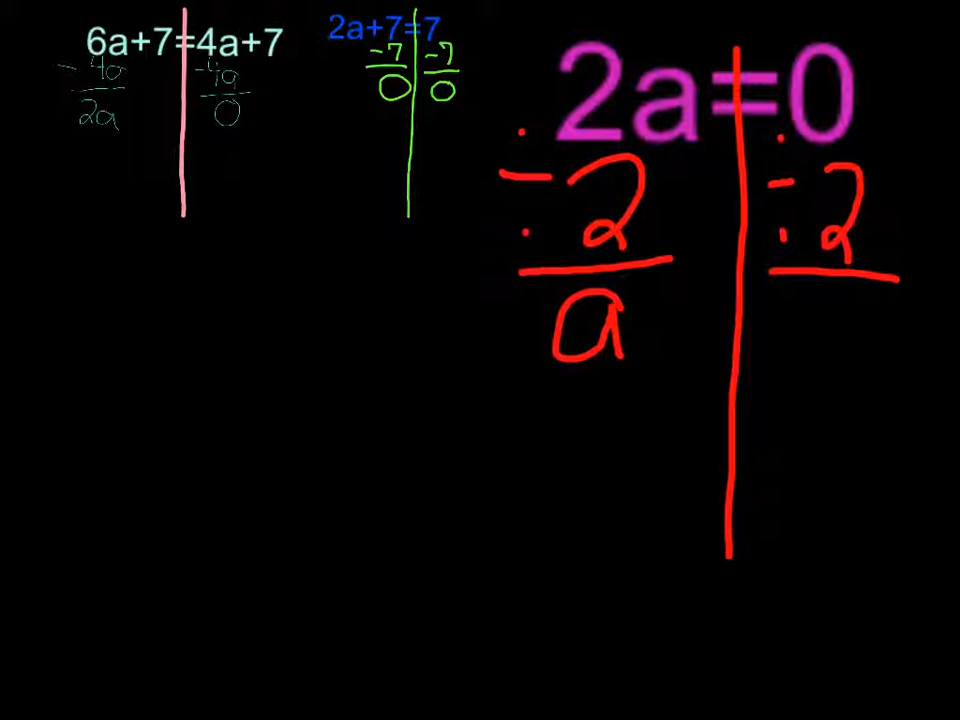 6a+7=4a+7
-4a -4a
2a 0
2a+7=7
-7 -7
0 0
2a=0
÷2 ÷2
a